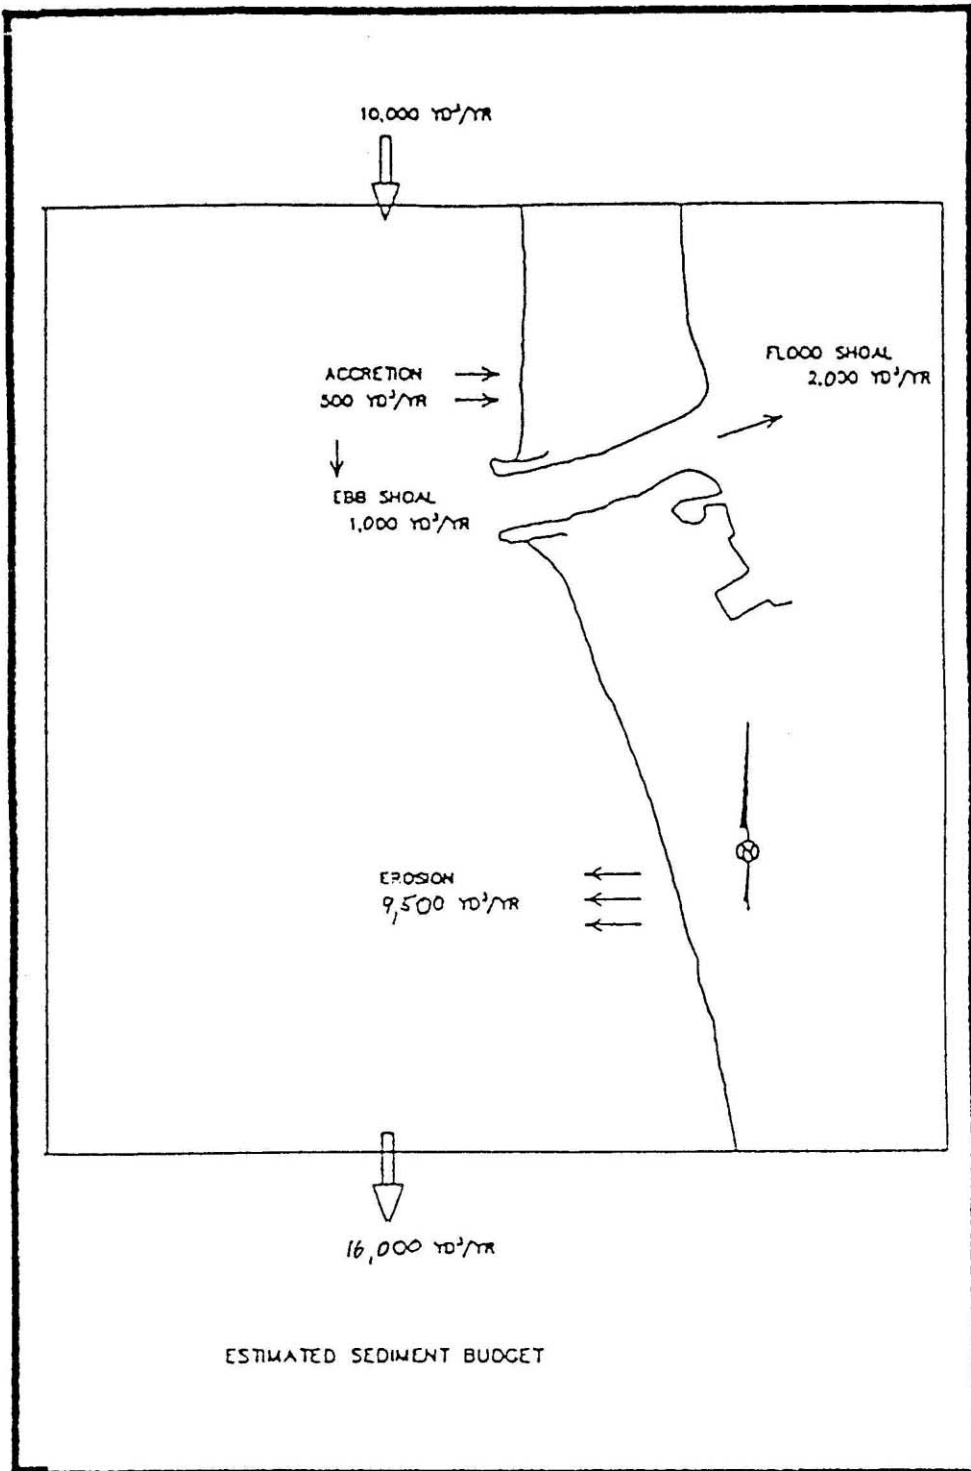 10,000 YD³/YR
ACCRETION
500 YD³/YR
FLOOD SHOAL
2,000 YD³/YR
EBB SHOAL
1,000 YD³/YR
N
EROSION
9,500 YD³/YR
16,000 YD³/YR
ESTIMATED SEDIMENT BUDGET